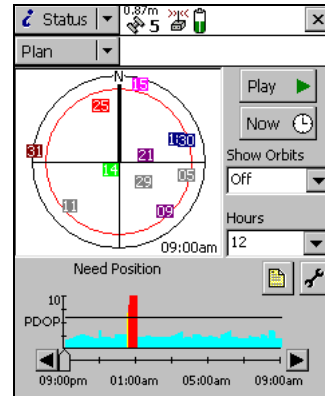 i Status 0.87m 5
Plan
N
15
25
Play
Now
31
21
30
Show Orbits
14
29
05
Off
11
09
Hours
09:00am
12
Need Position
10
PDOP
09:00pm 01:00am 05:00am 09:00am